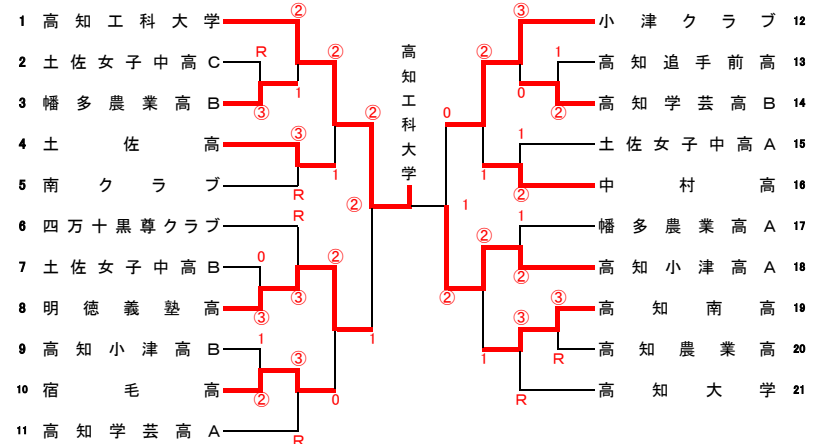 1 高知工科大学
2 土佐女子中高C
3 幡多農業高B
4 土佐高
5 南クラブ
6 四万十黒尊クラブ
7 土佐女子中高B
8 明徳義塾高
9 高知小津高B
10 宿毛高
11 高知学芸高A
② R ③ 1 ②
③ R 1 ②
R 0 ③ ③ ②
1 ② ③ R 0 1
②
高知工科大学
1
0 ② ③ 0 1 ②
1 1 ②
② ② 1 ②
1 ③ ③ R R
小津クラブ 12
高知追手前高 13
高知学芸高B 14
土佐女子中高A 15
中村高 16
幡多農業高A 17
高知小津高A 18
高知南高 19
高知農業高 20
高知大学 21